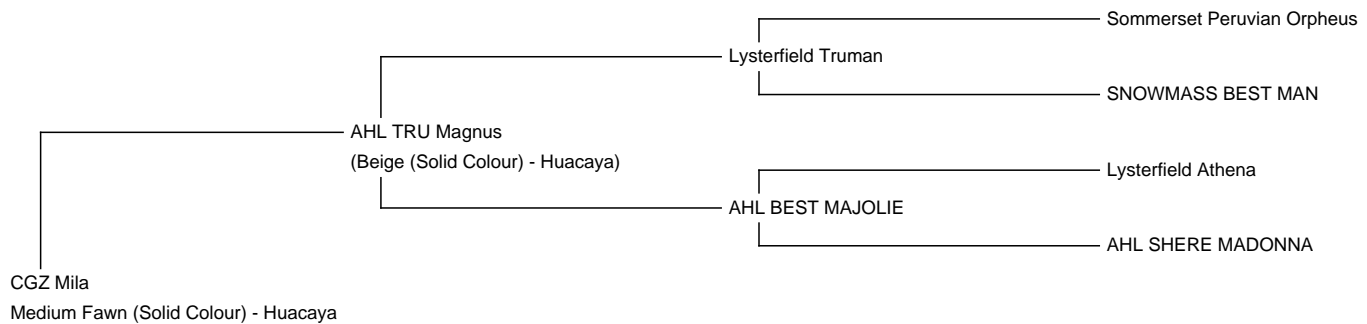 Sommerset Peruvian Orpheus
Lysterfield Truman
SNOWMASS BEST MAN
AHL TRU Magnus
(Beige (Solid Colour) - Huacaya)
Lysterfield Athena
AHL BEST MAJOLIE
AHL SHERE MADONNA
CGZ Mila
Medium Fawn (Solid Colour) - Huacaya